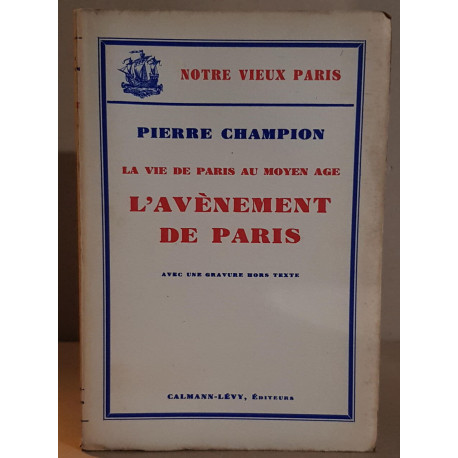 NOTRE VIEUX PARIS
PIERRE CHAMPION
LA VIE DE PARIS AU MOYEN AGE
L'AVÈNEMENT
DE PARIS
AVEC UNE GRAVURE HORS TEXTE
CALMANN-LÉVY, ÉDITEURS